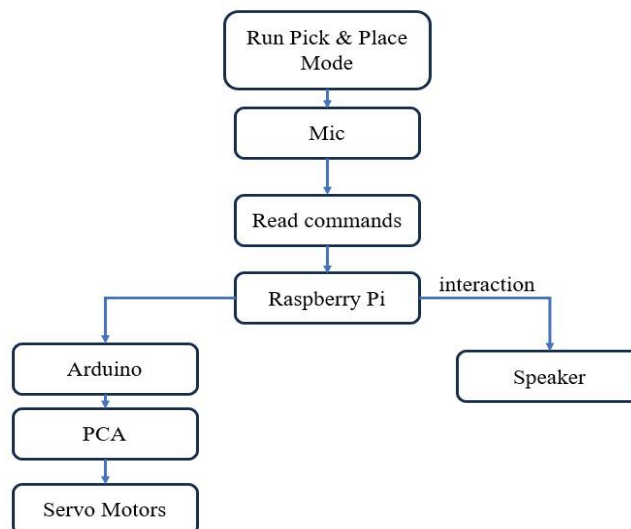 Run Pick & Place
Mode
Mic
Read commands
Raspberry Pi
interaction
Arduino
Speaker
PCA
Servo Motors